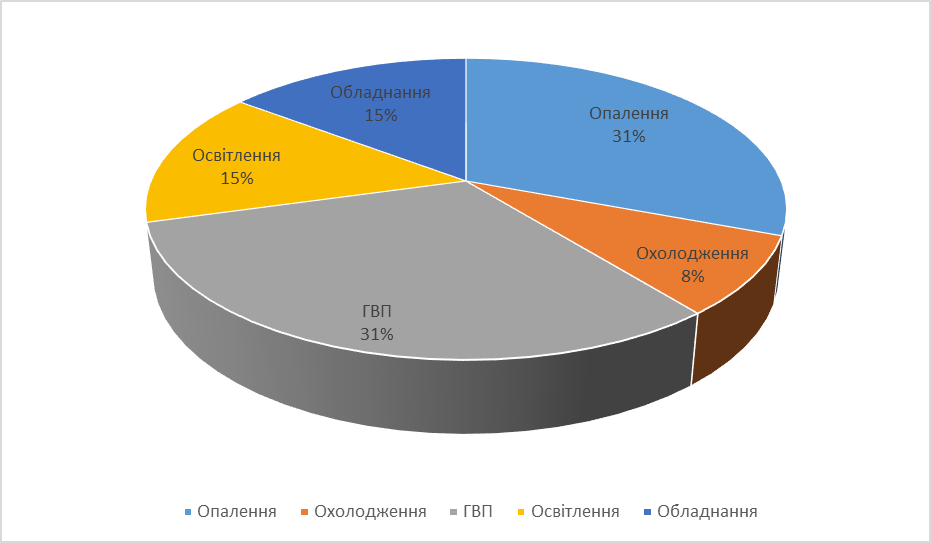 Обладнання
15%
Опалення
31%
Освітлення
15%
Охолодження
8%
ГВП
31%
Опалення Охолодження ГВП Освітлення Обладнання